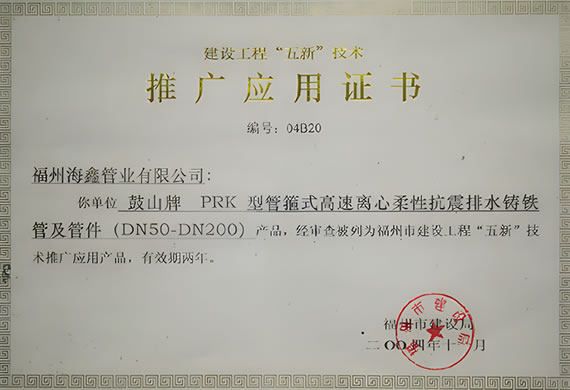 建设工程“五新”技术
推广应用证书
编号：04B20
福州海鑫管业有限公司：
你单位 鼓山牌 PRK 型管箍式高速离心柔性抗震排水铸铁
管及管件（DN50-DN200）产品，经审查被列为福州市建设工程“五新”技
术推广应用产品，有效期两年。
福州市建设局
二〇〇四年十 月